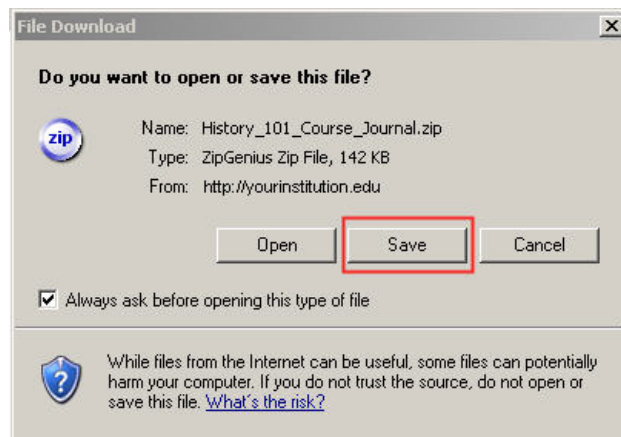 File Download
Do you want to open or save this file?
zip
Name: History_101_Course_Journal.zip
Type: ZipGenius Zip File, 142 KB
From: http://yourinstitution.edu
Open Save Cancel
Always ask before opening this type of file
While files from the Internet can be useful, some files can potentially
harm your computer. If you do not trust the source, do not open or
save this file. What's the risk?